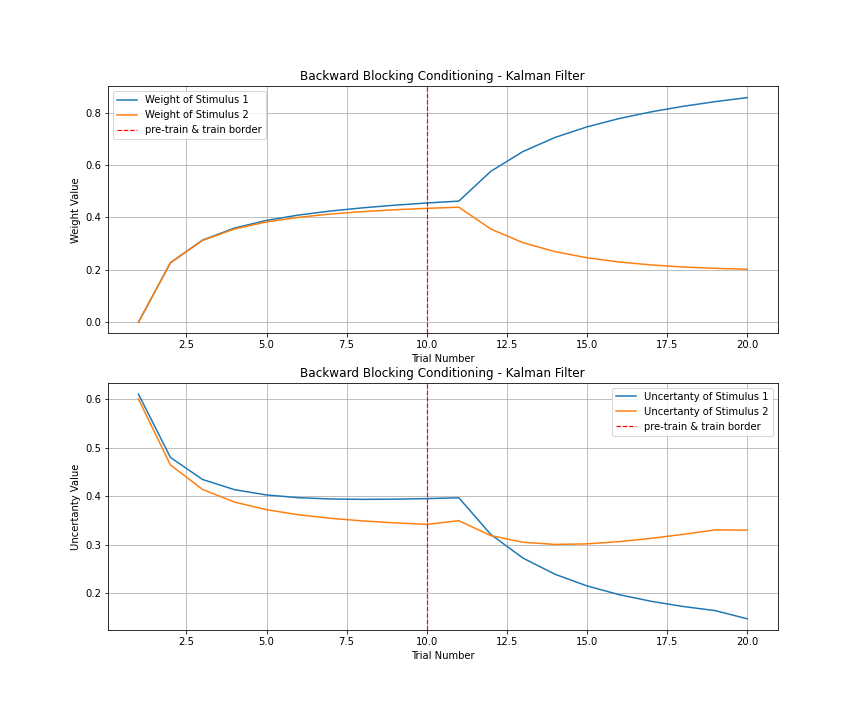 Backward Blocking Conditioning - Kalman Filter
Weight of Stimulus 1
Weight of Stimulus 2
pre-train & train border
Weight Value
0.8
0.6
0.4
0.2
0.0
2.5 5.0 7.5 10.0 12.5 15.0 17.5 20.0
Trial Number
Backward Blocking Conditioning - Kalman Filter
Uncertanty of Stimulus 1
Uncertanty of Stimulus 2
pre-train & train border
Uncertanty Value
0.6
0.5
0.4
0.3
0.2
2.5 5.0 7.5 10.0 12.5 15.0 17.5 20.0
Trial Number